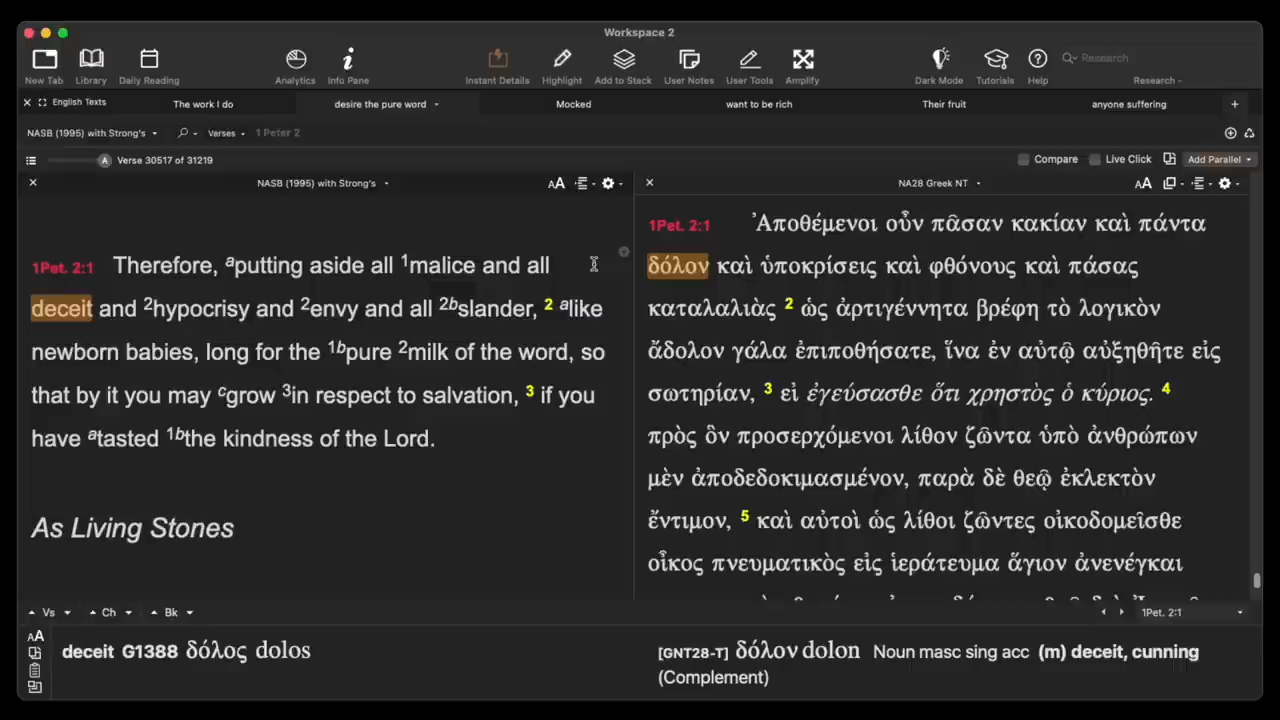 Workspace 2
New Tab Library Daily Reading Analytics Info Pane Instant Details Highlight Add to Stack User Notes User Tools Amplify Dark Mode Tutorials Help Research Research
English Texts The work I do desire the pure word Mocked want to be rich Their fruit anyone suffering
NASB (1995) with Strong's Verses 1 Peter 2
A Verse 30517 of 31219 Compare Live Click Add Parallel
NASB (1995) with Strong's
1Pet. 2:1 Therefore, ᵃputting aside all ¹malice and all
deceit and ²hypocrisy and ²envy and all ²ᵇslander, 2 ᵃlike
newborn babies, long for the ¹ᵇpure ²milk of the word, so
that by it you may ᶜgrow ³in respect to salvation, 3 if you
have ᵃtasted ¹ᵇthe kindness of the Lord.
As Living Stones
NA28 Greek NT
1Pet. 2:1 Ἀποθέμενοι οὖν πᾶσαν κακίαν καὶ πάντα
δόλον καὶ ὑποκρίσεις καὶ φθόνους καὶ πάσας
καταλαλιὰς 2 ὡς ἀρτιγέννητα βρέφη τὸ λογικὸν
ἄδολον γάλα ἐπιποθήσατε, ἵνα ἐν αὐτῷ αὐξηθῆτε εἰς
σωτηρίαν, 3 εἰ ἐγεύσασθε ὅτι χρηστὸς ὁ κύριος. 4
πρὸς ὃν προσερχόμενοι λίθον ζῶντα ὑπὸ ἀνθρώπων
μὲν ἀποδεδοκιμασμένον, παρὰ δὲ θεῷ ἐκλεκτὸν
ἔντιμον, 5 καὶ αὐτοὶ ὡς λίθοι ζῶντες οἰκοδομεῖσθε
οἶκος πνευματικὸς εἰς ἱεράτευμα ἅγιον ἀνενέγκαι
Vs Ch Bk 1Pet. 2:1
deceit G1388 δόλος dolos
[GNT28-T] δόλον dolon Noun masc sing acc (m) deceit, cunning
(Complement)